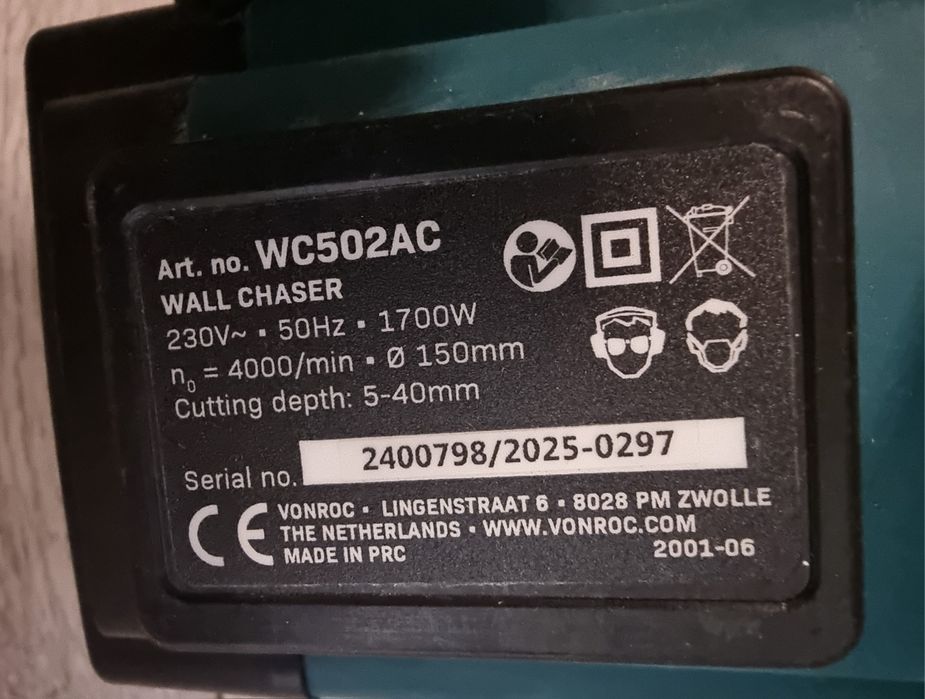 Art. no. WC502AC
WALL CHASER
230V~ ▪ 50Hz ▪ 1700W
n₀ = 4000/min ▪ Ø 150mm
Cutting depth: 5-40mm
Serial no. 2400798/2025-0297
CE VONROC ▪ LINGENSTRAAT 6 ▪ 8028 PM ZWOLLE
THE NETHERLANDS ▪ WWW.VONROC.COM
MADE IN PRC 2001-06